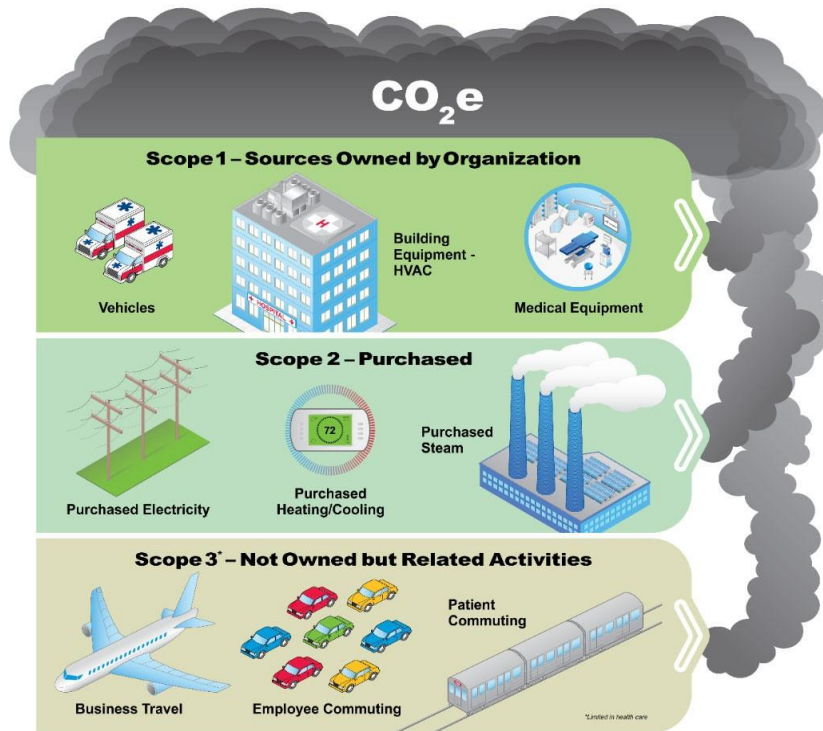 CO₂e
Scope 1 – Sources Owned by Organization
Vehicles
H
HOSPITAL
Building
Equipment -
HVAC
Medical Equipment
Scope 2 – Purchased
Purchased Electricity
72
Purchased
Heating/Cooling
Purchased
Steam
Scope 3* – Not Owned but Related Activities
Business Travel
Employee Commuting
Patient
Commuting
*Limited in health care